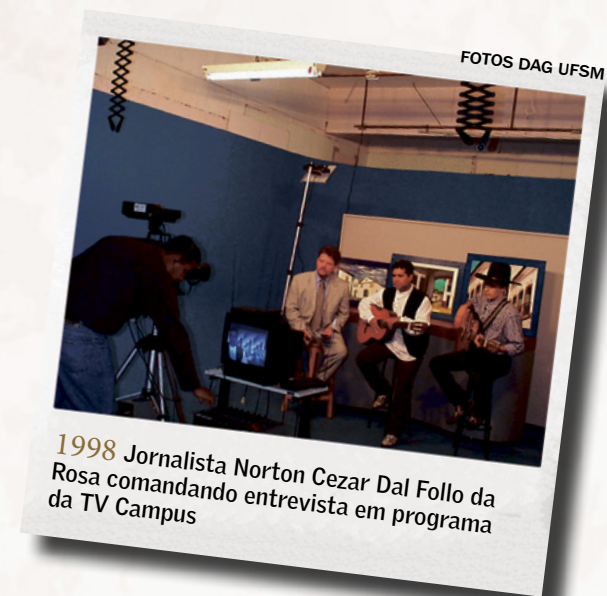 FOTOS DAG UFSM
1998 Jornalista Norton Cezar Dal Follo da
Rosa comandando entrevista em programa
da TV Campus